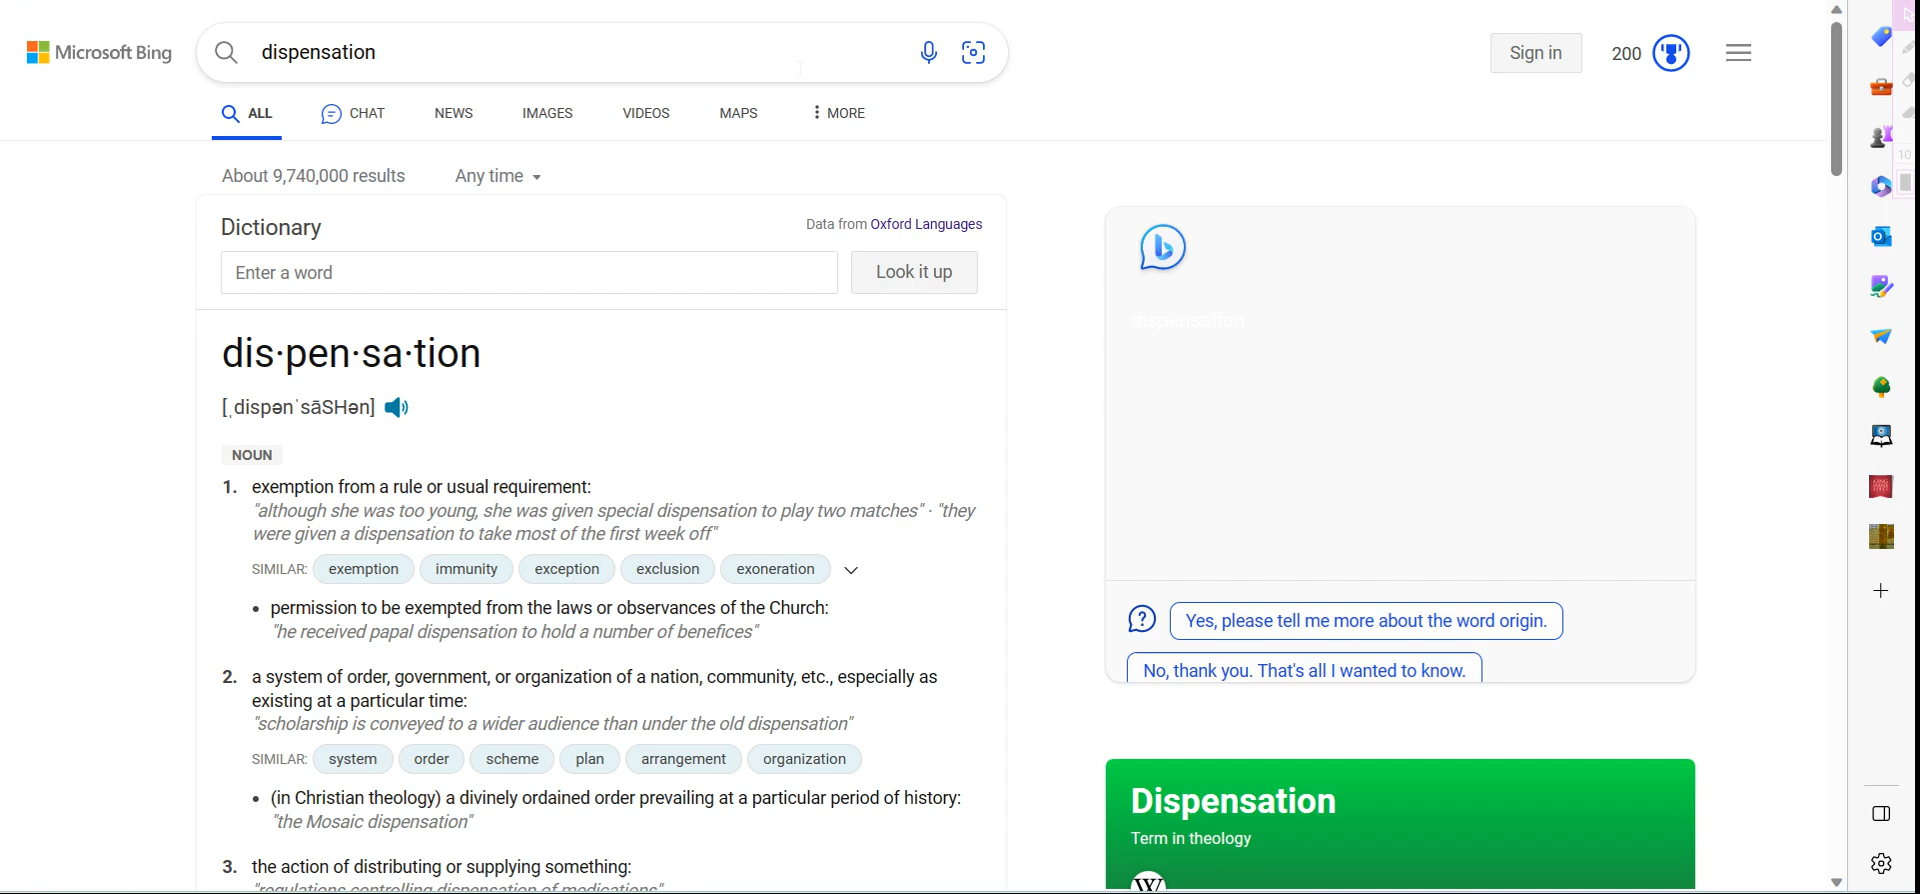 Microsoft Bing
dispensation
Sign in
200
ALL
CHAT
NEWS
IMAGES
VIDEOS
MAPS
MORE
About 9,740,000 results
Any time
Dictionary
Data from Oxford Languages
Enter a word
Look it up
dis·pen·sa·tion
[ˌdispənˈsāSHən]
NOUN
1. exemption from a rule or usual requirement:
"although she was too young, she was given special dispensation to play two matches" · "they
were given a dispensation to take most of the first week off"
SIMILAR: exemption immunity exception exclusion exoneration
• permission to be exempted from the laws or observances of the Church:
"he received papal dispensation to hold a number of benefices"
2. a system of order, government, or organization of a nation, community, etc., especially as
existing at a particular time:
"scholarship is conveyed to a wider audience than under the old dispensation"
SIMILAR: system order scheme plan arrangement organization
• (in Christian theology) a divinely ordained order prevailing at a particular period of history:
"the Mosaic dispensation"
3. the action of distributing or supplying something:
"regulations controlling dispensation of medications"
dispensation
Yes, please tell me more about the word origin.
No, thank you. That's all I wanted to know.
Dispensation
Term in theology
W
10